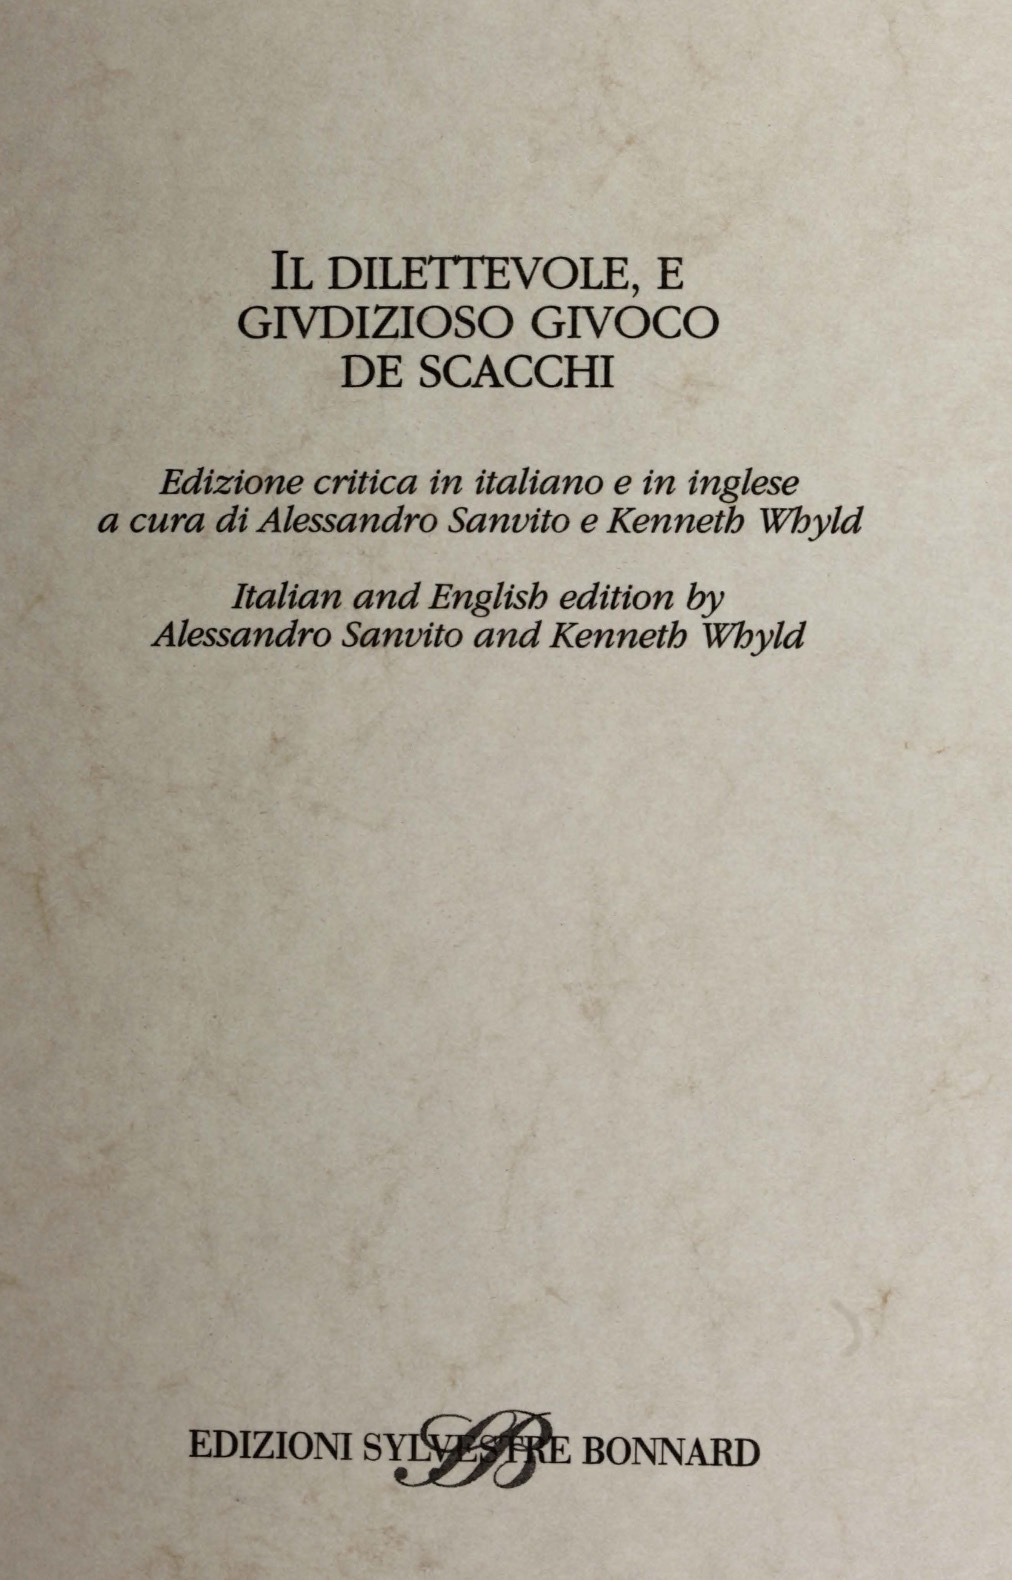 IL DILETTEVOLE, E
GIVDIZIOSO GIVOCO
DE SCACCHI
Edizione critica in italiano e in inglese
a cura di Alessandro Sanvito e Kenneth Whyld
Italian and English edition by
Alessandro Sanvito and Kenneth Whyld
EDIZIONI SYLVESTRE BONNARD
SB